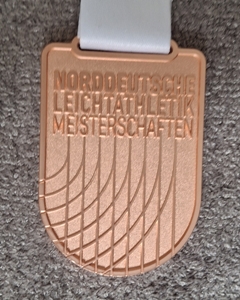 NORDDEUTSCHE
LEICHTATHLETIK
MEISTERSCHAFTEN